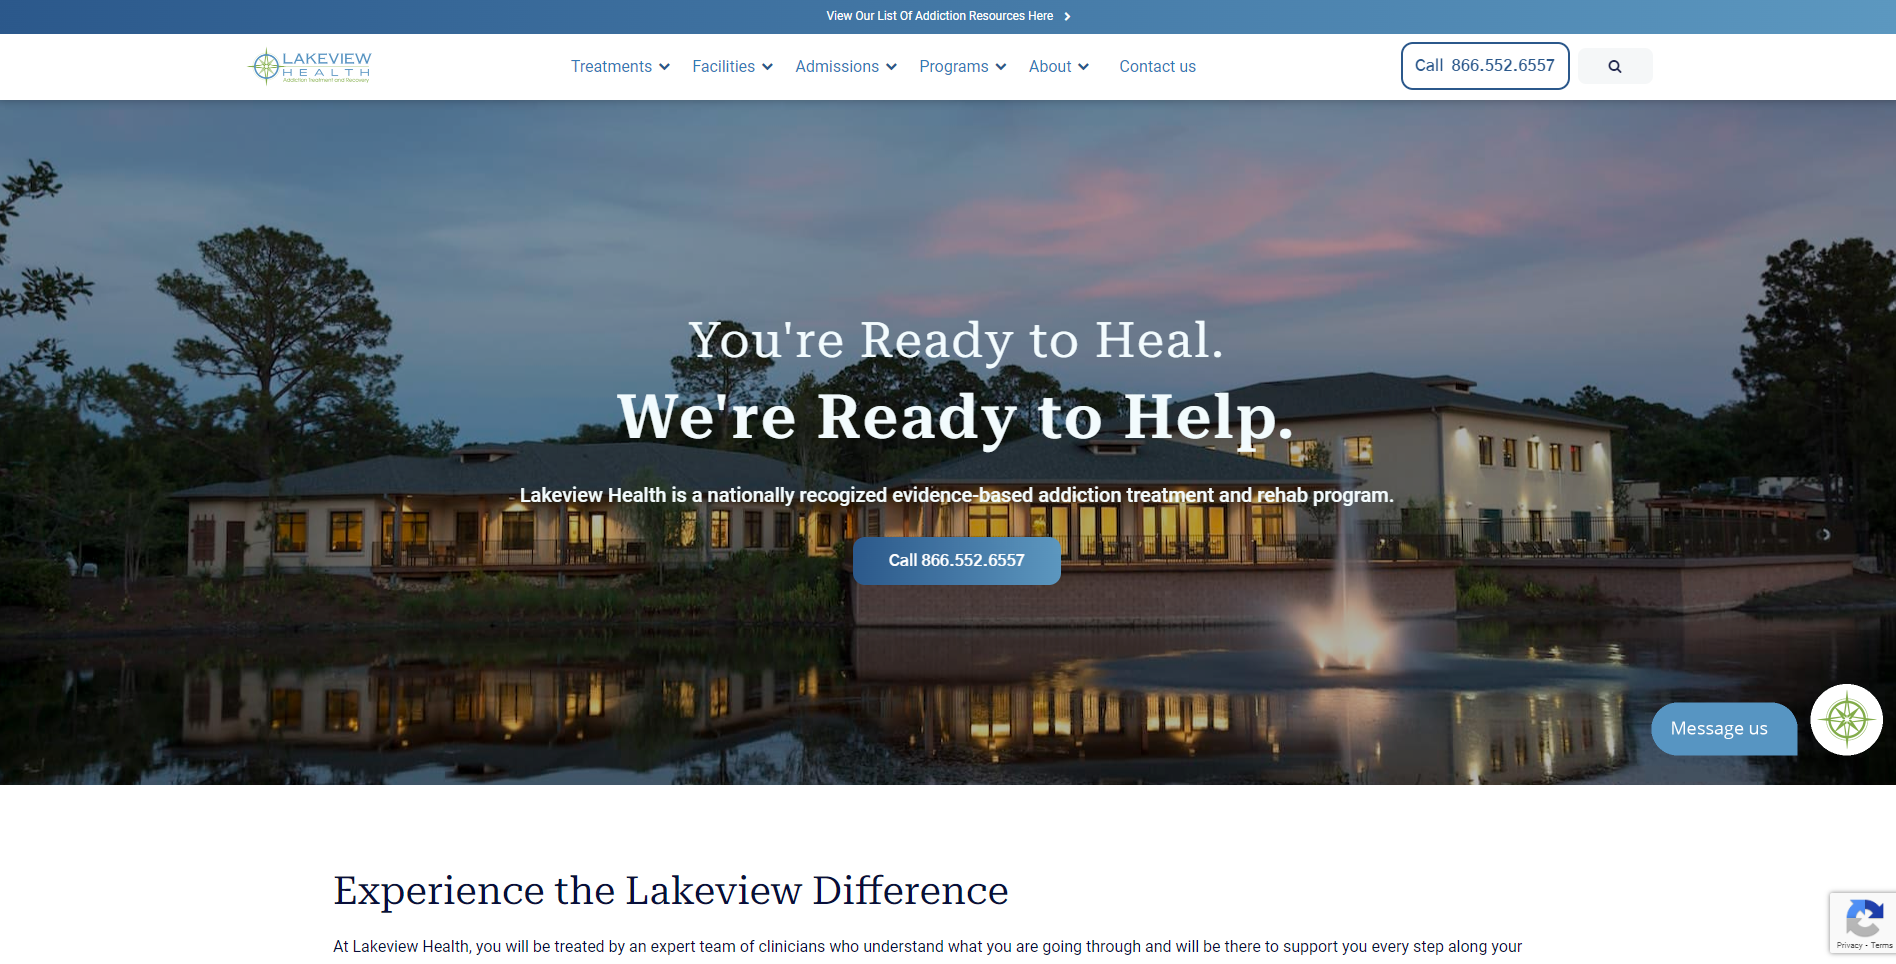 View Our List Of Addiction Resources Here
LAKEVIEW
HEALTH
Addiction Treatment and Recovery
Treatments
Facilities
Admissions
Programs
About
Contact us
Call 866.552.6557
You're Ready to Heal.
We're Ready to Help.
Lakeview Health is a nationally recogized evidence-based addiction treatment and rehab program.
Call 866.552.6557
Message us
Experience the Lakeview Difference
At Lakeview Health, you will be treated by an expert team of clinicians who understand what you are going through and will be there to support you every step along your
Privacy - Terms